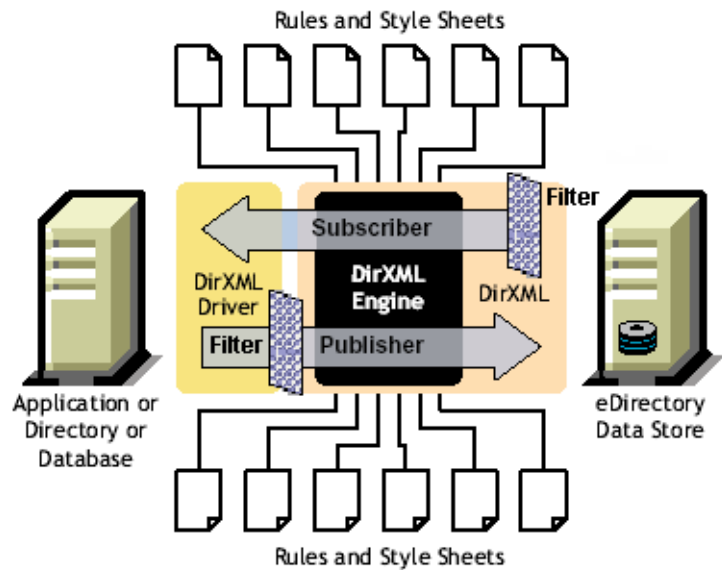 Rules and Style Sheets
Filter
Subscriber
DirXML
Engine
DirXML
Driver
DirXML
Filter
Publisher
Application or
Directory or
Database
eDirectory
Data Store
Rules and Style Sheets